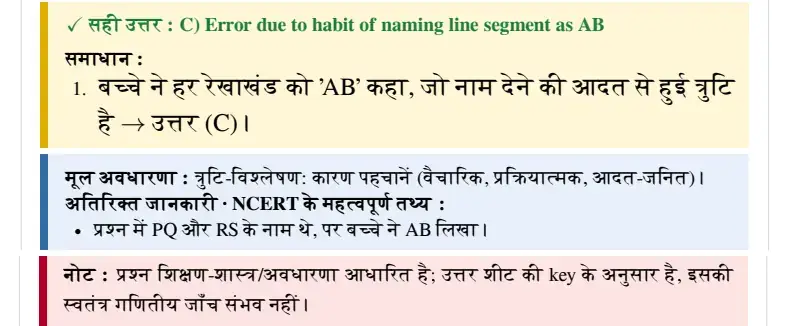 ✓ सही उत्तर : C) Error due to habit of naming line segment as AB
समाधान :
1. बच्चे ने हर रेखाखंड को 'AB' कहा, जो नाम देने की आदत से हुई त्रुटि
है → उत्तर (C)।
मूल अवधारणा : त्रुटि-विश्लेषण: कारण पहचानें (वैचारिक, प्रक्रियात्मक, आदत-जनित)।
अतिरिक्त जानकारी · NCERT के महत्वपूर्ण तथ्य :
• प्रश्न में PQ और RS के नाम थे, पर बच्चे ने AB लिखा।
नोट : प्रश्न शिक्षण-शास्त्र/अवधारणा आधारित है; उत्तर शीट की key के अनुसार है, इसकी
स्वतंत्र गणितीय जाँच संभव नहीं।